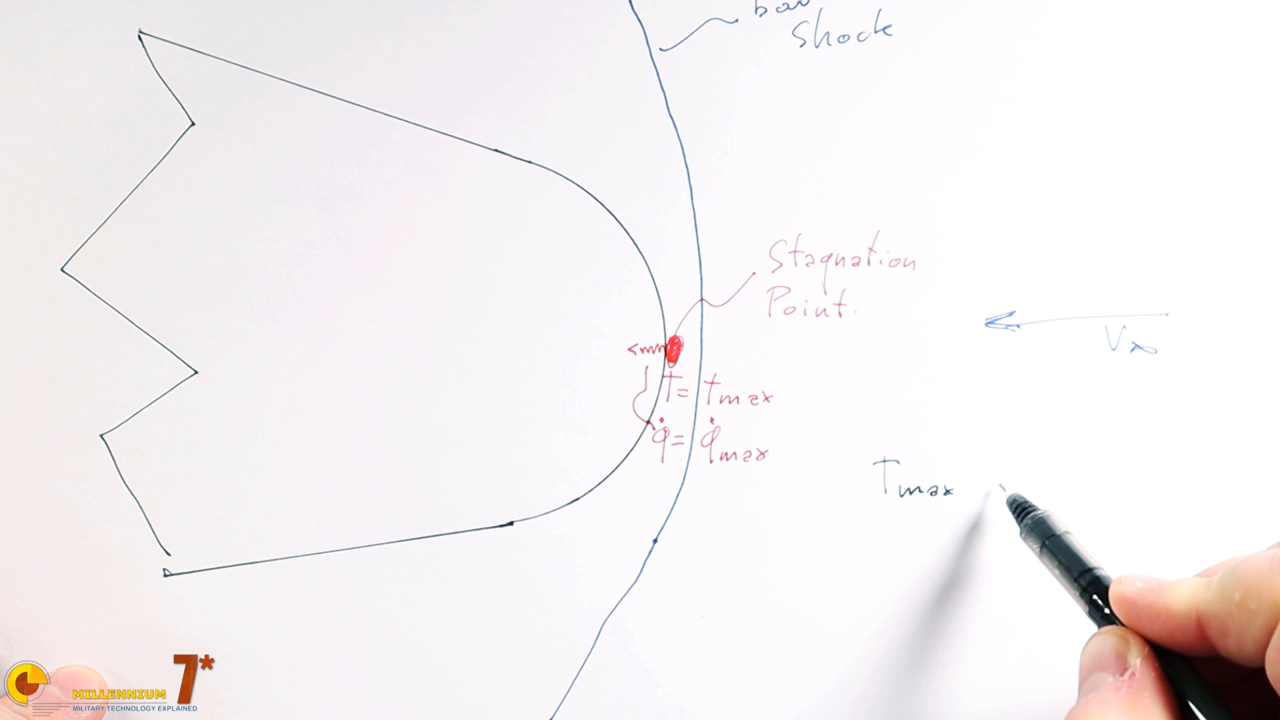 Shock
Stagnation
Point.
V∞
T = Tmax
q̇ = q̇max
Tmax
7*
MILLENNIUM
MILITARY TECHNOLOGY EXPLAINED